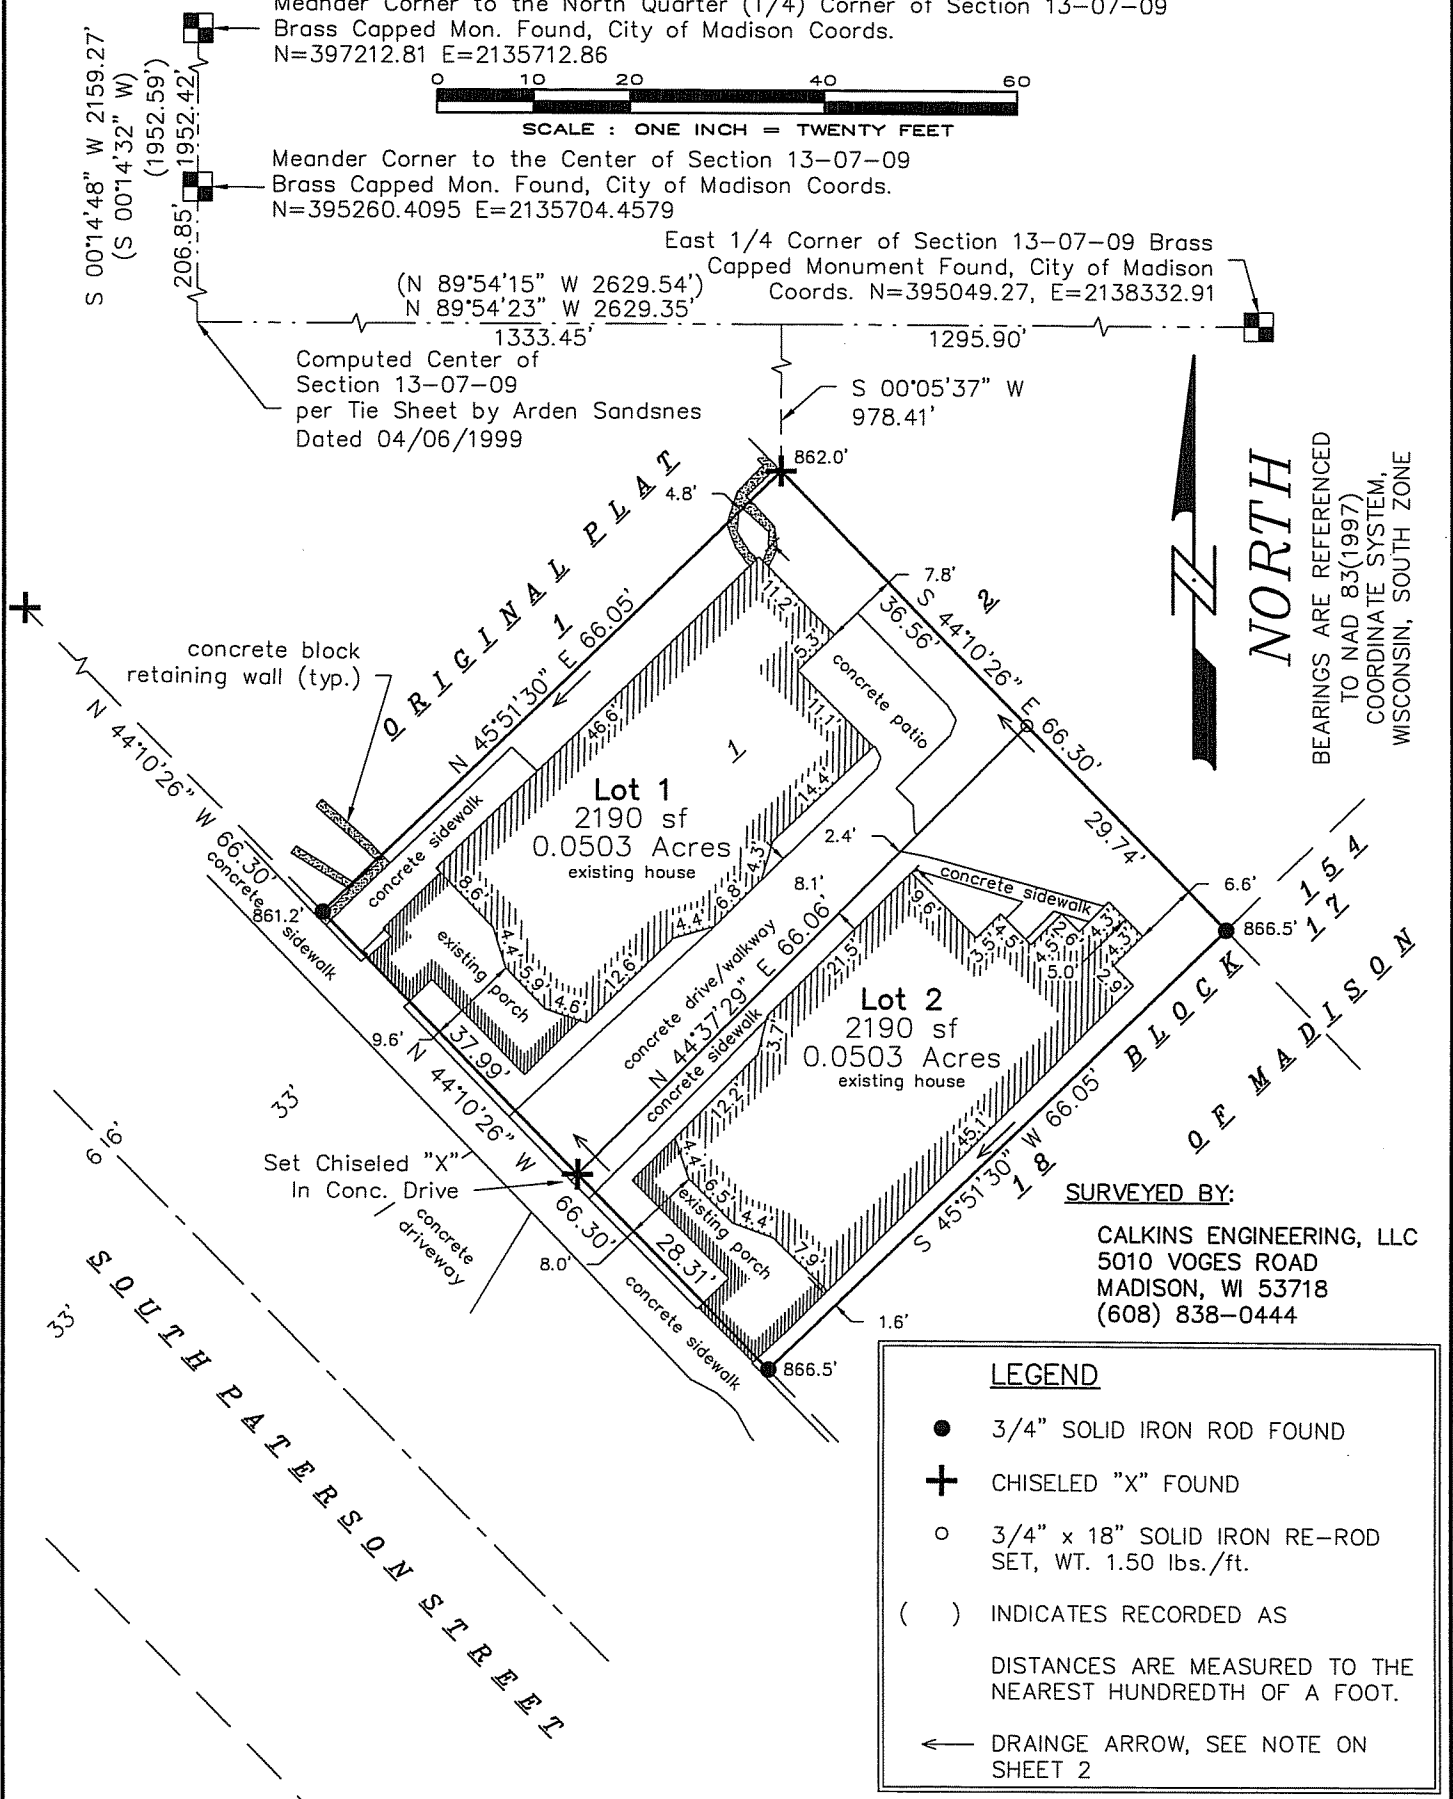 Meander Corner to the North Quarter (1/4) Corner of Section 13-07-09
Brass Capped Mon. Found, City of Madison Coords.
N=397212.81 E=2135712.86
S 00°14'48" W 2159.27'
(S 00°14'32" W)
(1952.59')
1952.42'
206.85'
0 10 20 40 60
SCALE : ONE INCH = TWENTY FEET
Meander Corner to the Center of Section 13-07-09
Brass Capped Mon. Found, City of Madison Coords.
N=395260.4095 E=2135704.4579
East 1/4 Corner of Section 13-07-09 Brass
Capped Monument Found, City of Madison
Coords. N=395049.27, E=2138332.91
(N 89°54'15" W 2629.54')
N 89°54'23" W 2629.35'
1333.45'
1295.90'
Computed Center of
Section 13-07-09
per Tie Sheet by Arden Sandsnes
Dated 04/06/1999
S 00°05'37" W
978.41'
NORTH
BEARINGS ARE REFERENCED
TO NAD 83(1997)
COORDINATE SYSTEM,
WISCONSIN, SOUTH ZONE
862.0'
4.8'
ORIGINAL PLAT
1
N 45°51'30" E 66.05'
concrete block
retaining wall (typ.)
N 44°10'26" W 66.30'
concrete sidewalk
861.2'
concrete sidewalk
7.8'
2
S 44°10'26" E 66.30'
36.56'
29.74'
11.2'
5.3'
11.1'
concrete patio
46.6'
1
14.4'
Lot 1
2190 sf
0.0503 Acres
existing house
4.3'
6.8'
4.4'
12.6'
8.6'
4.4'
5.9'
4.6'
existing porch
9.6'
37.99'
2.4'
8.1'
concrete drive/walkway
N 44°37'29" E 66.06'
concrete sidewalk
concrete sidewalk
6.6'
866.5'
154
17
BLOCK
OF MADISON
9.6'
3.5'
4.5'
4.5'
2.6'
4.3'
4.3'
5.0'
2.9'
21.5'
3.7'
12.2'
Lot 2
2190 sf
0.0503 Acres
existing house
45.1'
S 45°51'30" W 66.05'
18
4.4'
6.5'
4.4'
7.9'
existing porch
N 44°10'26" W 66.30'
28.31'
8.0'
1.6'
866.5'
concrete sidewalk
Set Chiseled "X"
In Conc. Drive
concrete
driveway
33'
66'
33'
SOUTH PATERSON STREET
SURVEYED BY:
CALKINS ENGINEERING, LLC
5010 VOGES ROAD
MADISON, WI 53718
(608) 838-0444
LEGEND
3/4" SOLID IRON ROD FOUND
CHISELED "X" FOUND
3/4" x 18" SOLID IRON RE-ROD
SET, WT. 1.50 lbs./ft.
( ) INDICATES RECORDED AS
DISTANCES ARE MEASURED TO THE
NEAREST HUNDREDTH OF A FOOT.
DRAINGE ARROW, SEE NOTE ON
SHEET 2